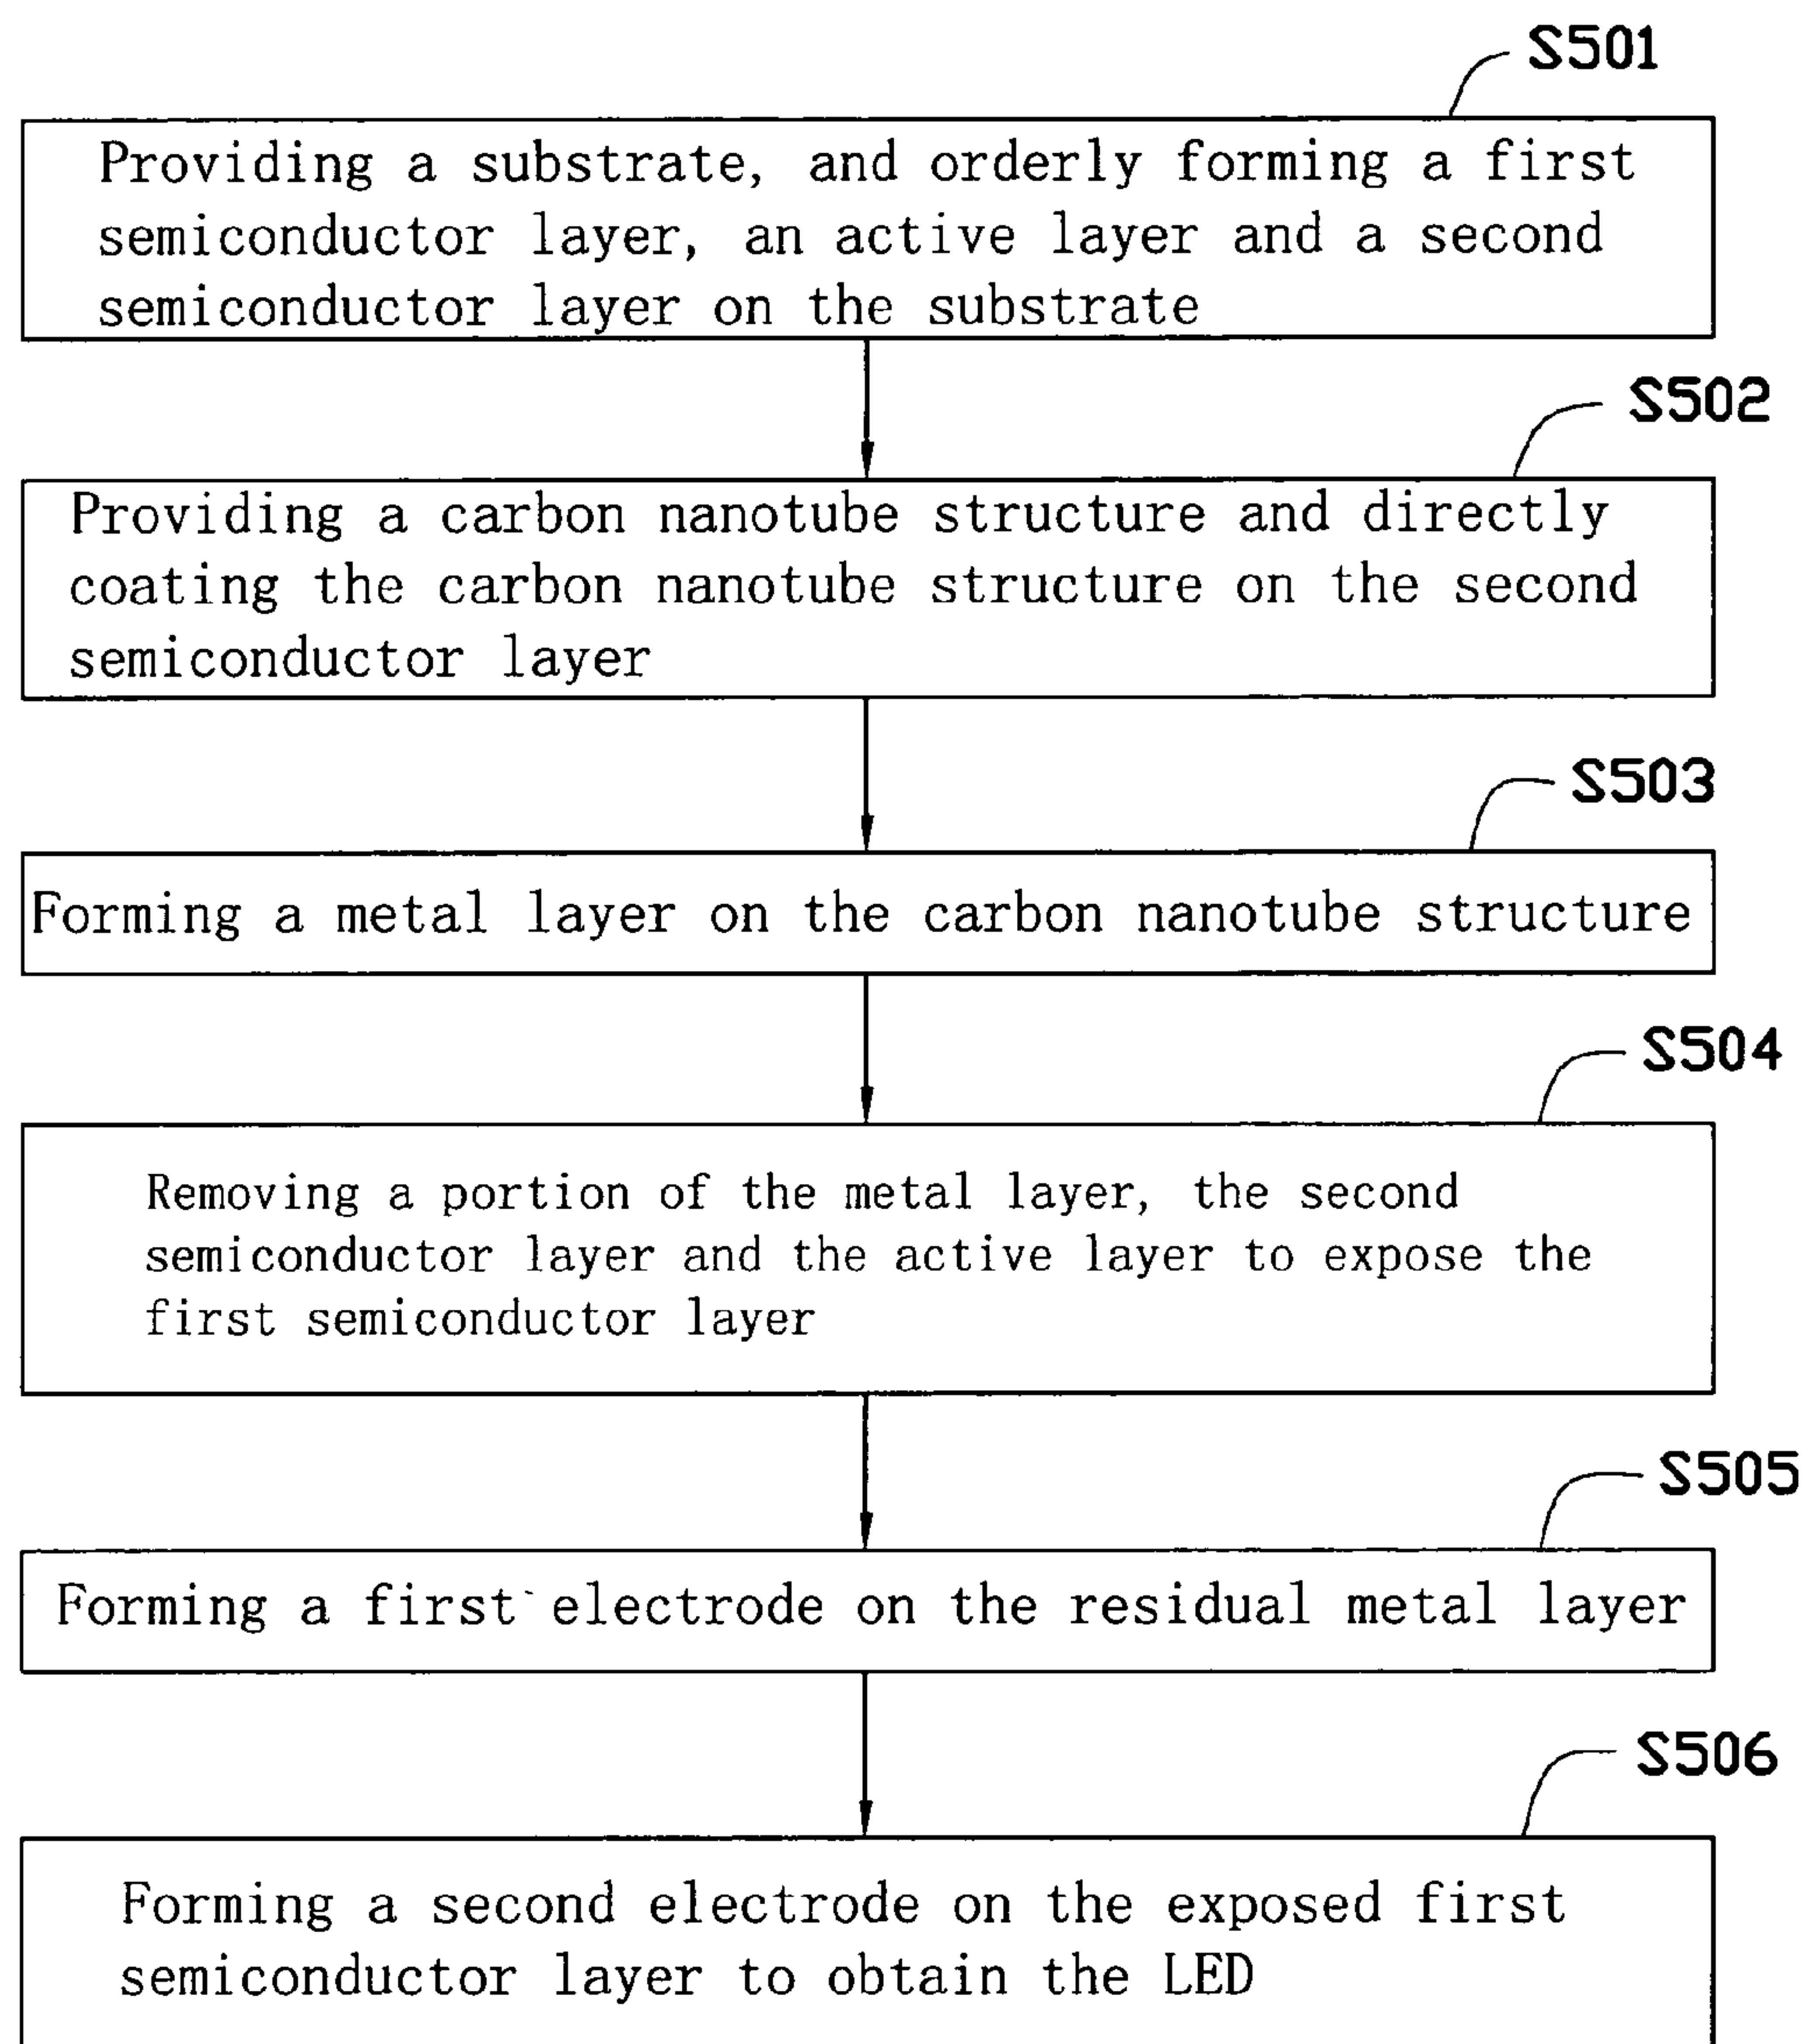 S501
Providing a substrate, and orderly forming a first
semiconductor layer, an active layer and a second
semiconductor layer on the substrate
S502
Providing a carbon nanotube structure and directly
coating the carbon nanotube structure on the second
semiconductor layer
S503
Forming a metal layer on the carbon nanotube structure
S504
Removing a portion of the metal layer, the second
semiconductor layer and the active layer to expose the
first semiconductor layer
S505
Forming a first electrode on the residual metal layer
S506
Forming a second electrode on the exposed first
semiconductor layer to obtain the LED